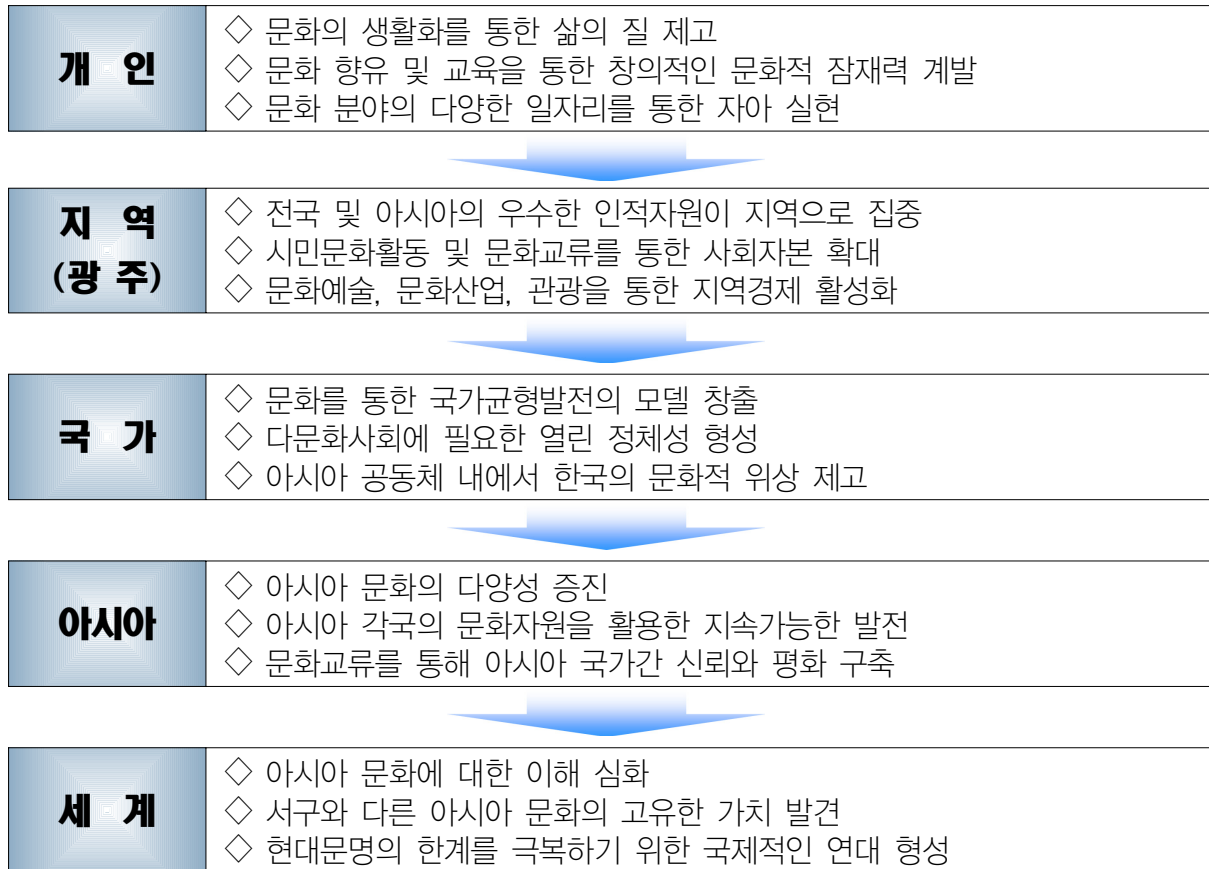 개 인
◇ 문화의 생활화를 통한 삶의 질 제고
◇ 문화 향유 및 교육을 통한 창의적인 문화적 잠재력 계발
◇ 문화 분야의 다양한 일자리를 통한 자아 실현
지 역
(광 주)
◇ 전국 및 아시아의 우수한 인적자원이 지역으로 집중
◇ 시민문화활동 및 문화교류를 통한 사회자본 확대
◇ 문화예술, 문화산업, 관광을 통한 지역경제 활성화
국 가
◇ 문화를 통한 국가균형발전의 모델 창출
◇ 다문화사회에 필요한 열린 정체성 형성
◇ 아시아 공동체 내에서 한국의 문화적 위상 제고
아시아
◇ 아시아 문화의 다양성 증진
◇ 아시아 각국의 문화자원을 활용한 지속가능한 발전
◇ 문화교류를 통해 아시아 국가간 신뢰와 평화 구축
세 계
◇ 아시아 문화에 대한 이해 심화
◇ 서구와 다른 아시아 문화의 고유한 가치 발견
◇ 현대문명의 한계를 극복하기 위한 국제적인 연대 형성